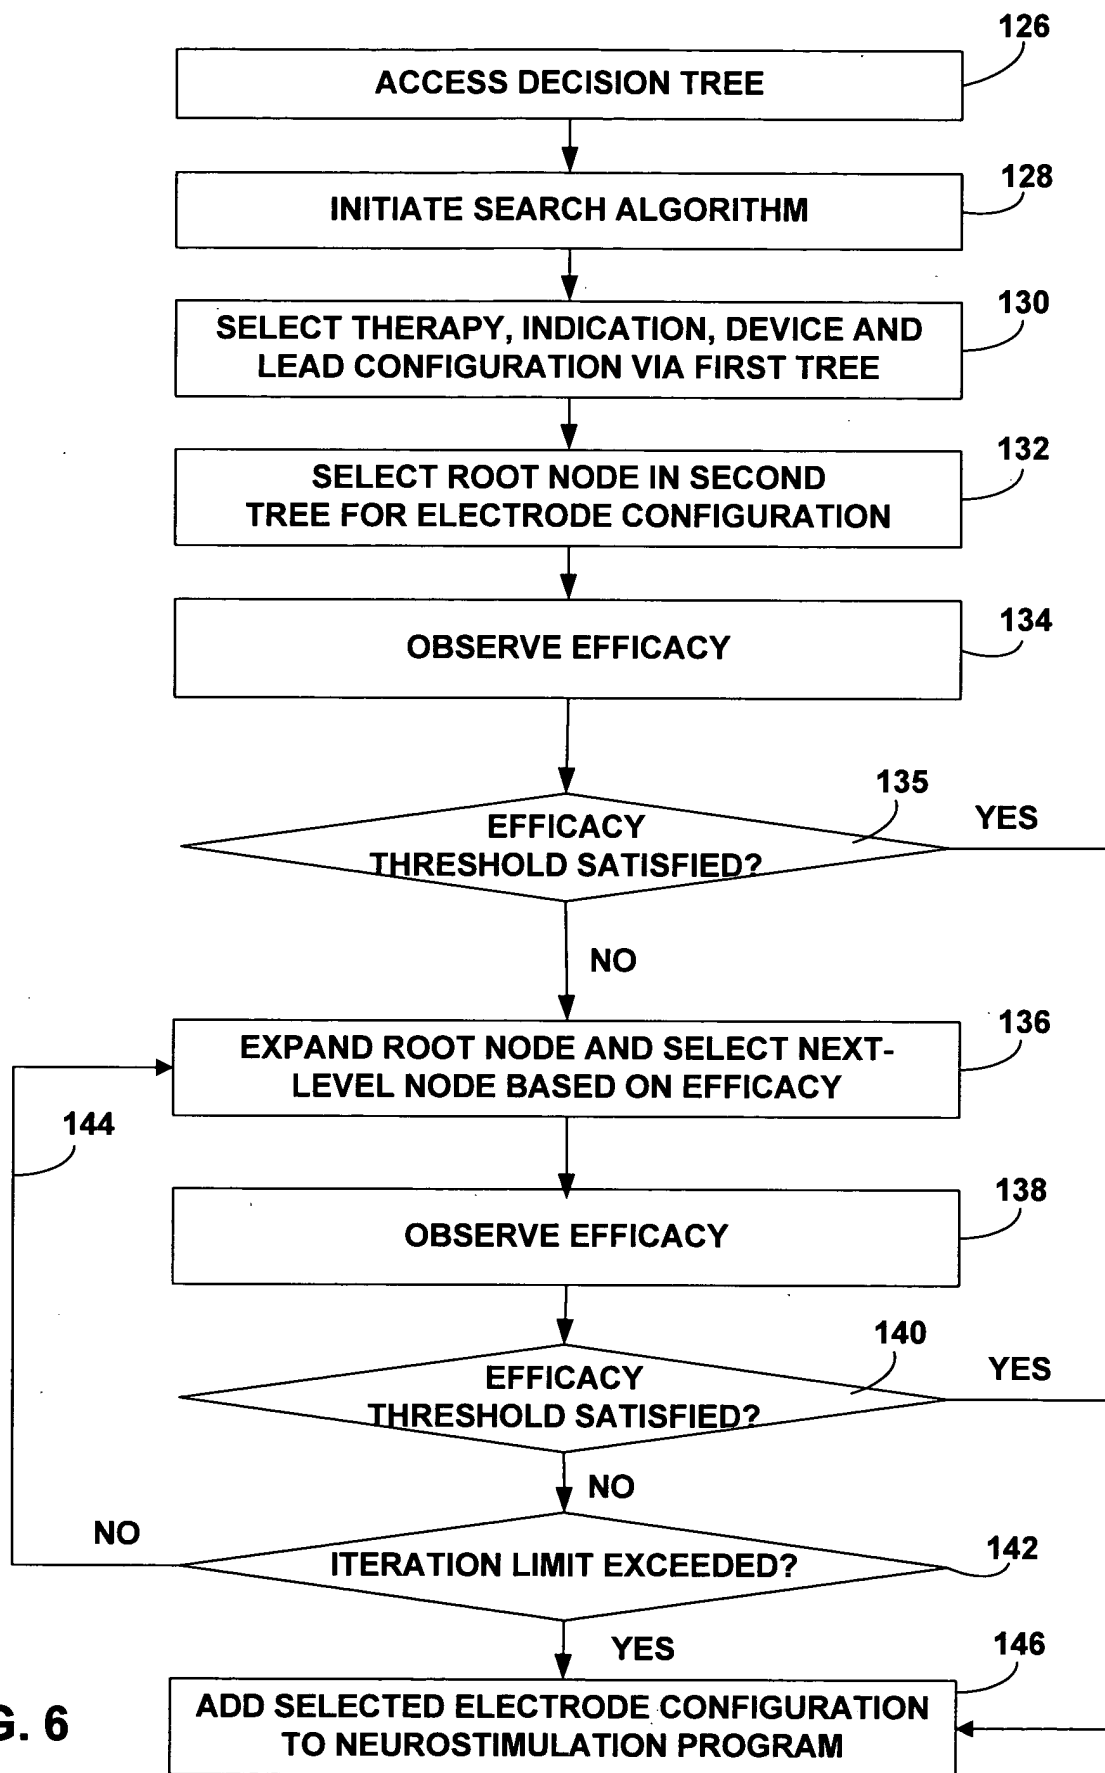 126
ACCESS DECISION TREE
128
INITIATE SEARCH ALGORITHM
130
SELECT THERAPY, INDICATION, DEVICE AND
LEAD CONFIGURATION VIA FIRST TREE
132
SELECT ROOT NODE IN SECOND
TREE FOR ELECTRODE CONFIGURATION
134
OBSERVE EFFICACY
135
YES
EFFICACY
THRESHOLD SATISFIED?
NO
136
EXPAND ROOT NODE AND SELECT NEXT-
LEVEL NODE BASED ON EFFICACY
144
138
OBSERVE EFFICACY
140
YES
EFFICACY
THRESHOLD SATISFIED?
NO
NO
142
ITERATION LIMIT EXCEEDED?
YES
146
ADD SELECTED ELECTRODE CONFIGURATION
TO NEUROSTIMULATION PROGRAM
G. 6